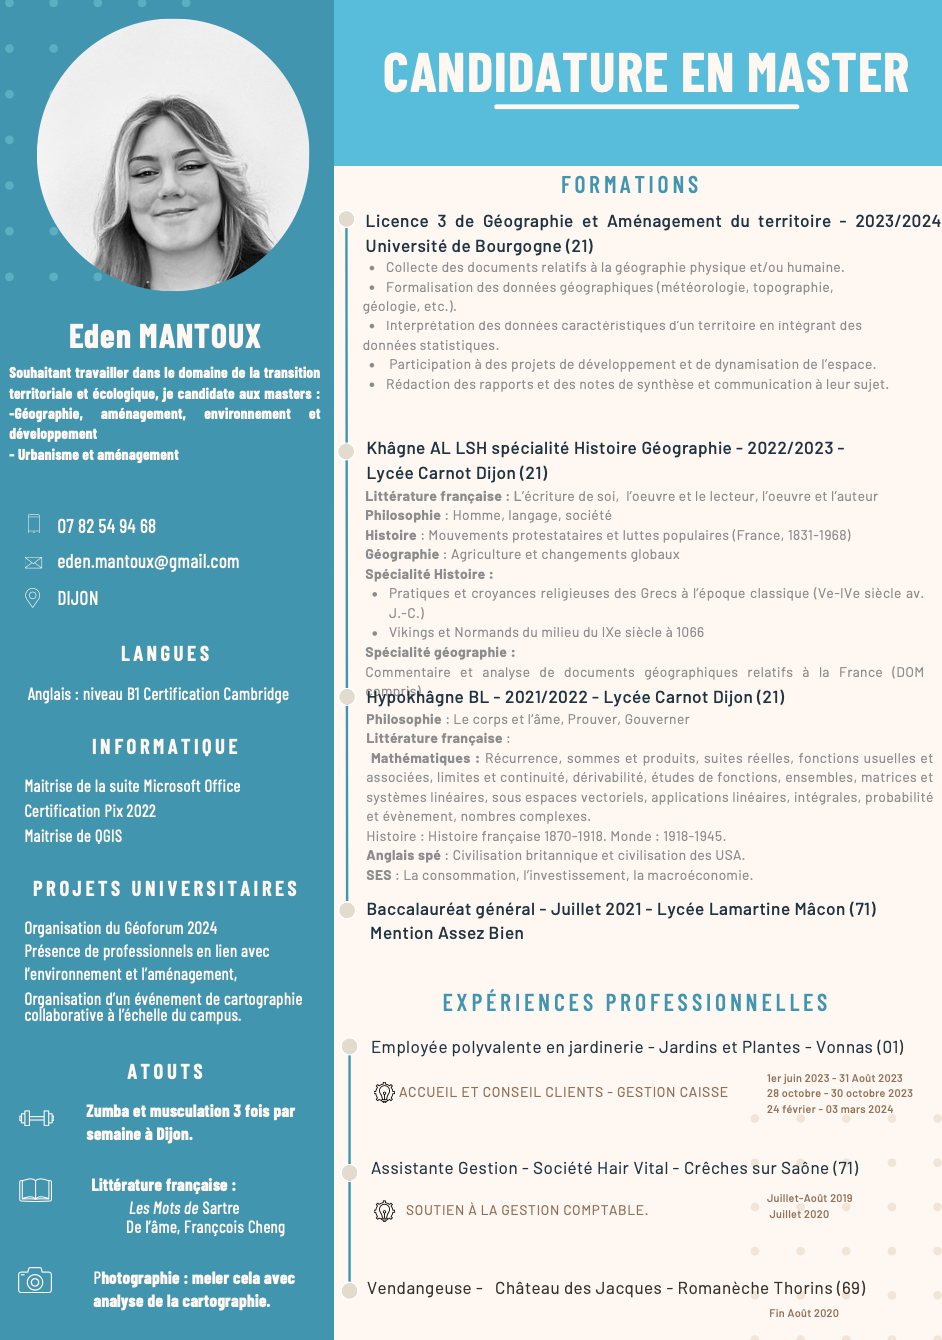 CANDIDATURE EN MASTER
Eden MANTOUX
Souhaitant travailler dans le domaine de la transition
territoriale et écologique, je candidate aux masters :
-Géographie, aménagement, environnement et
développement
- Urbanisme et aménagement
07 82 54 94 68
eden.mantoux@gmail.com
DIJON
LANGUES
Anglais : niveau B1 Certification Cambridge
INFORMATIQUE
Maitrise de la suite Microsoft Office
Certification Pix 2022
Maitrise de QGIS
PROJETS UNIVERSITAIRES
Organisation du Géoforum 2024
Présence de professionnels en lien avec
l'environnement et l'aménagement,
Organisation d'un événement de cartographie
collaborative à l'échelle du campus.
ATOUTS
Zumba et musculation 3 fois par
semaine à Dijon.
Littérature française :
Les Mots de Sartre
De l'âme, Françcois Cheng
Photographie : meler cela avec
analyse de la cartographie.
FORMATIONS
Licence 3 de Géographie et Aménagement du territoire - 2023/2024
Université de Bourgogne (21)
• Collecte des documents relatifs à la géographie physique et/ou humaine.
• Formalisation des données géographiques (météorologie, topographie,
géologie, etc.).
• Interprétation des données caractéristiques d'un territoire en intégrant des
données statistiques.
• Participation à des projets de développement et de dynamisation de l'espace.
• Rédaction des rapports et des notes de synthèse et communication à leur sujet.
Khâgne AL LSH spécialité Histoire Géographie - 2022/2023 -
Lycée Carnot Dijon (21)
Littérature française : L'écriture de soi, l'oeuvre et le lecteur, l'oeuvre et l'auteur
Philosophie : Homme, langage, société
Histoire : Mouvements protestataires et luttes populaires (France, 1831-1968)
Géographie : Agriculture et changements globaux
Spécialité Histoire :
• Pratiques et croyances religieuses des Grecs à l'époque classique (Ve-IVe siècle av.
J.-C.)
• Vikings et Normands du milieu du IXe siècle à 1066
Spécialité géographie :
Commentaire et analyse de documents géographiques relatifs à la France (DOM
compris)
Hypokhâgne BL - 2021/2022 - Lycée Carnot Dijon (21)
Philosophie : Le corps et l'âme, Prouver, Gouverner
Littérature française :
Mathématiques : Récurrence, sommes et produits, suites réelles, fonctions usuelles et
associées, limites et continuité, dérivabilité, études de fonctions, ensembles, matrices et
systèmes linéaires, sous espaces vectoriels, applications linéaires, intégrales, probabilité
et évènement, nombres complexes.
Histoire : Histoire française 1870-1918. Monde : 1918-1945.
Anglais spé : Civilisation britannique et civilisation des USA.
SES : La consommation, l'investissement, la macroéconomie.
Baccalauréat général - Juillet 2021 - Lycée Lamartine Mâcon (71)
Mention Assez Bien
EXPÉRIENCES PROFESSIONNELLES
Employée polyvalente en jardinerie - Jardins et Plantes - Vonnas (01)
ACCUEIL ET CONSEIL CLIENTS - GESTION CAISSE
1er juin 2023 - 31 Août 2023
28 octobre - 30 octobre 2023
24 février - 03 mars 2024
Assistante Gestion - Société Hair Vital - Crêches sur Saône (71)
SOUTIEN À LA GESTION COMPTABLE.
Juillet-Août 2019
Juillet 2020
Vendangeuse - Château des Jacques - Romanèche Thorins (69)
Fin Août 2020